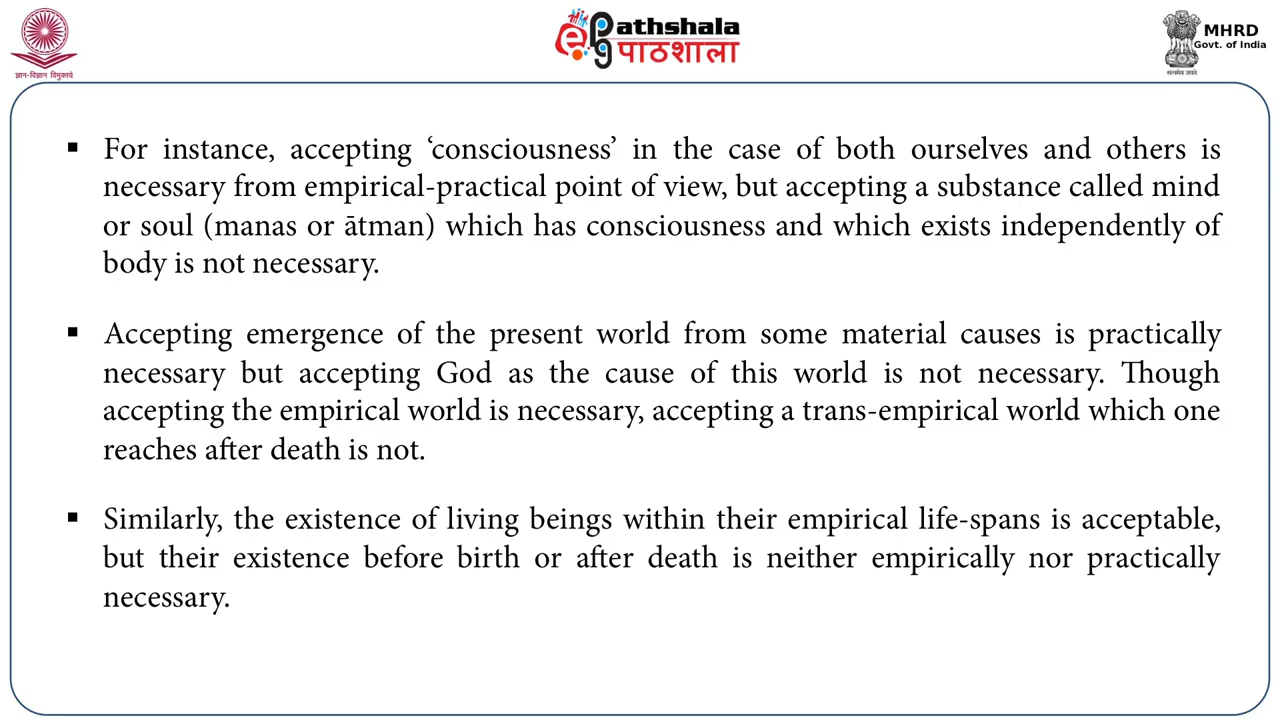 ज्ञान-विज्ञान विमुक्तये
ePG Pathshala
पाठशाला
MHRD
Govt. of India
सत्यमेव जयते
▪ For instance, accepting ‘consciousness’ in the case of both ourselves and others is
necessary from empirical-practical point of view, but accepting a substance called mind
or soul (manas or ātman) which has consciousness and which exists independently of
body is not necessary.
▪ Accepting emergence of the present world from some material causes is practically
necessary but accepting God as the cause of this world is not necessary. Though
accepting the empirical world is necessary, accepting a trans-empirical world which one
reaches after death is not.
▪ Similarly, the existence of living beings within their empirical life-spans is acceptable,
but their existence before birth or after death is neither empirically nor practically
necessary.